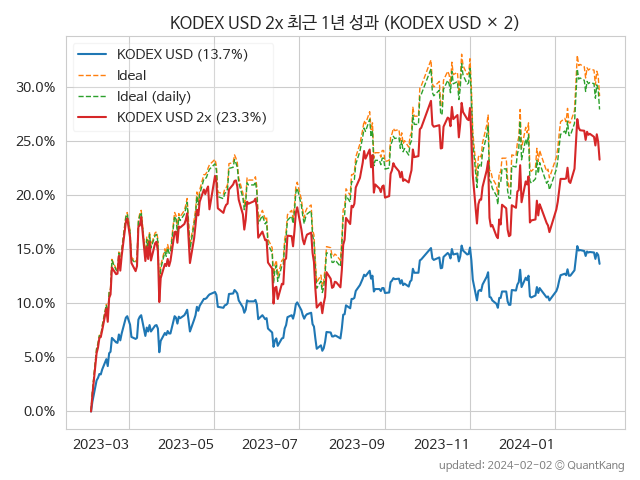 KODEX USD 2x 최근 1년 성과 (KODEX USD × 2)
KODEX USD (13.7%)
Ideal
Ideal (daily)
KODEX USD 2x (23.3%)
30.0%
25.0%
20.0%
15.0%
10.0%
5.0%
0.0%
2023-03 2023-05 2023-07 2023-09 2023-11 2024-01
updated: 2024-02-02 © QuantKang